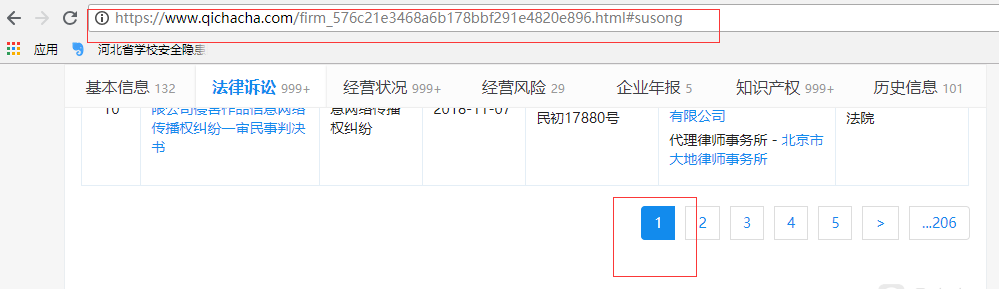 https://www.qichacha.com/firm_576c21e3468a6b178bbf291e4820e896.html#susong
应用 河北省学校安全隐患
基本信息 132 法律诉讼 999+ 经营状况 999+ 经营风险 29 企业年报 5 知识产权 999+ 历史信息 101
10 限公司侵害作品信息网络 息网络传播 2018-11-07 有限公司
传播权纠纷一审民事判决 权纠纷 民初17880号 法院
书 代理律师事务所 - 北京市
大地律师事务所
1 2 3 4 5 > ...206